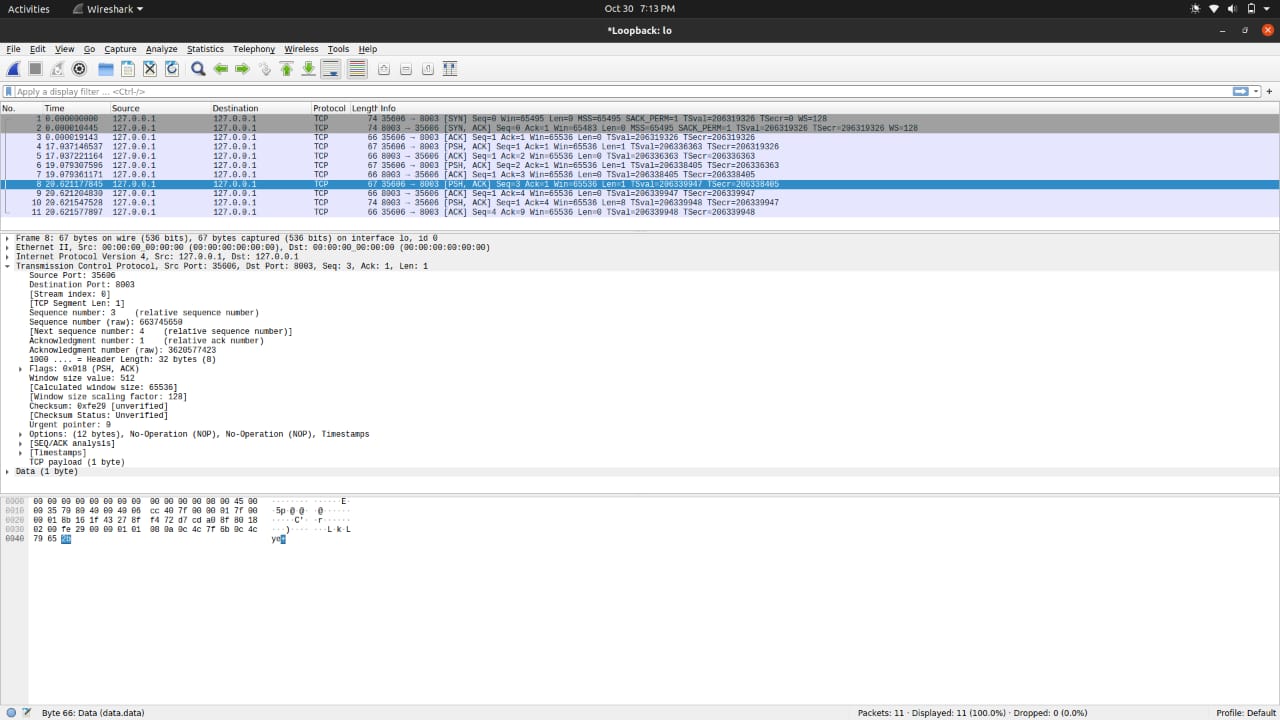 Activities Wireshark Oct 30 7:13 PM
*Loopback: lo
File Edit View Go Capture Analyze Statistics Telephony Wireless Tools Help
Apply a display filter ... <Ctrl-/>
No. Time Source Destination Protocol Length Info
1 0.000000000 127.0.0.1 127.0.0.1 TCP 74 35606 → 8003 [SYN] Seq=0 Win=65495 Len=0 MSS=65495 SACK_PERM=1 TSval=206319326 TSecr=0 WS=128
2 0.000010445 127.0.0.1 127.0.0.1 TCP 74 8003 → 35606 [SYN, ACK] Seq=0 Ack=1 Win=65483 Len=0 MSS=65495 SACK_PERM=1 TSval=206319326 TSecr=206319326 WS=128
3 0.000019143 127.0.0.1 127.0.0.1 TCP 66 35606 → 8003 [ACK] Seq=1 Ack=1 Win=65536 Len=0 TSval=206319326 TSecr=206319326
4 17.037146537 127.0.0.1 127.0.0.1 TCP 67 35606 → 8003 [PSH, ACK] Seq=1 Ack=1 Win=65536 Len=1 TSval=206336363 TSecr=206319326
5 17.037221164 127.0.0.1 127.0.0.1 TCP 66 8003 → 35606 [ACK] Seq=1 Ack=2 Win=65536 Len=0 TSval=206336363 TSecr=206336363
6 19.079307596 127.0.0.1 127.0.0.1 TCP 67 35606 → 8003 [PSH, ACK] Seq=2 Ack=1 Win=65536 Len=1 TSval=206338405 TSecr=206336363
7 19.079361171 127.0.0.1 127.0.0.1 TCP 66 8003 → 35606 [ACK] Seq=1 Ack=3 Win=65536 Len=0 TSval=206338405 TSecr=206338405
8 20.621177845 127.0.0.1 127.0.0.1 TCP 67 35606 → 8003 [PSH, ACK] Seq=3 Ack=1 Win=65536 Len=1 TSval=206339947 TSecr=206338405
9 20.621204830 127.0.0.1 127.0.0.1 TCP 66 8003 → 35606 [ACK] Seq=1 Ack=4 Win=65536 Len=0 TSval=206339947 TSecr=206339947
10 20.621547528 127.0.0.1 127.0.0.1 TCP 74 8003 → 35606 [PSH, ACK] Seq=1 Ack=4 Win=65536 Len=8 TSval=206339948 TSecr=206339947
11 20.621577897 127.0.0.1 127.0.0.1 TCP 66 35606 → 8003 [ACK] Seq=4 Ack=9 Win=65536 Len=0 TSval=206339948 TSecr=206339948
Frame 8: 67 bytes on wire (536 bits), 67 bytes captured (536 bits) on interface lo, id 0
Ethernet II, Src: 00:00:00_00:00:00 (00:00:00:00:00:00), Dst: 00:00:00_00:00:00 (00:00:00:00:00:00)
Internet Protocol Version 4, Src: 127.0.0.1, Dst: 127.0.0.1
Transmission Control Protocol, Src Port: 35606, Dst Port: 8003, Seq: 3, Ack: 1, Len: 1
Source Port: 35606
Destination Port: 8003
[Stream index: 0]
[TCP Segment Len: 1]
Sequence number: 3 (relative sequence number)
Sequence number (raw): 663745650
[Next sequence number: 4 (relative sequence number)]
Acknowledgment number: 1 (relative ack number)
Acknowledgment number (raw): 3620577423
1000 .... = Header Length: 32 bytes (8)
Flags: 0x018 (PSH, ACK)
Window size value: 512
[Calculated window size: 65536]
[Window size scaling factor: 128]
Checksum: 0xfe29 [unverified]
[Checksum Status: Unverified]
Urgent pointer: 0
Options: (12 bytes), No-Operation (NOP), No-Operation (NOP), Timestamps
[SEQ/ACK analysis]
[Timestamps]
TCP payload (1 byte)
Data (1 byte)
0000 00 00 00 00 00 00 00 00 00 00 00 00 08 00 45 00 ········ ······E·
0010 00 35 70 80 40 00 40 06 cc 40 7f 00 00 01 7f 00 ·5p·@·@· ·@······
0020 00 01 8b 16 1f 43 27 8f f4 72 d7 cd a0 8f 80 18 ·····C'· ·r······
0030 02 00 fe 29 00 00 01 01 08 0a 0c 4c 7f 6b 0c 4c ···)···· ···L·k·L
0040 79 65 2b ye+
Byte 66: Data (data.data) Packets: 11 · Displayed: 11 (100.0%) · Dropped: 0 (0.0%) Profile: Default